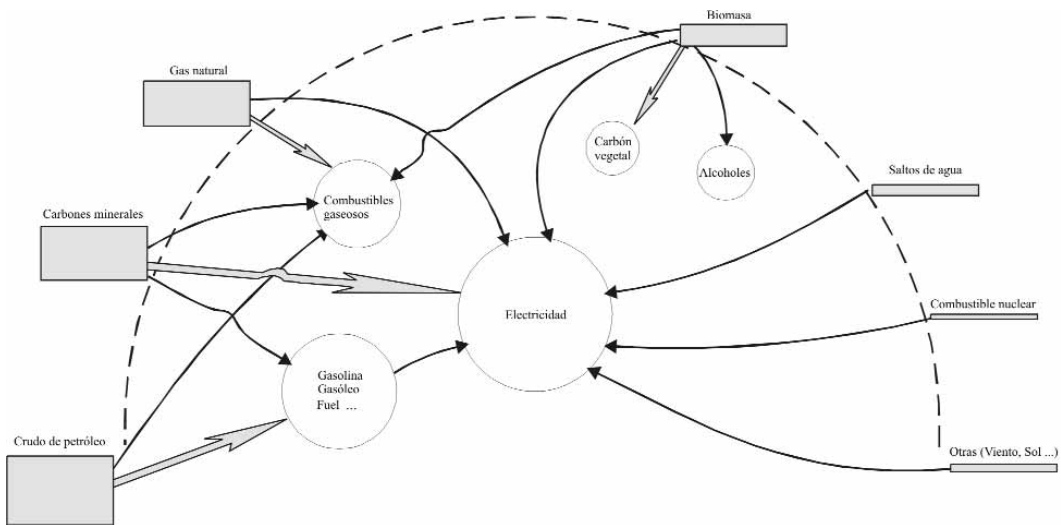 Biomasa
Gas natural
Carbón
vegetal
Alcoholes
Saltos de agua
Combustibles
gaseosos
Carbones minerales
Combustible nuclear
Electricidad
Gasolina
Gasóleo
Fuel ...
Crudo de petróleo
Otras (Viento, Sol ...)